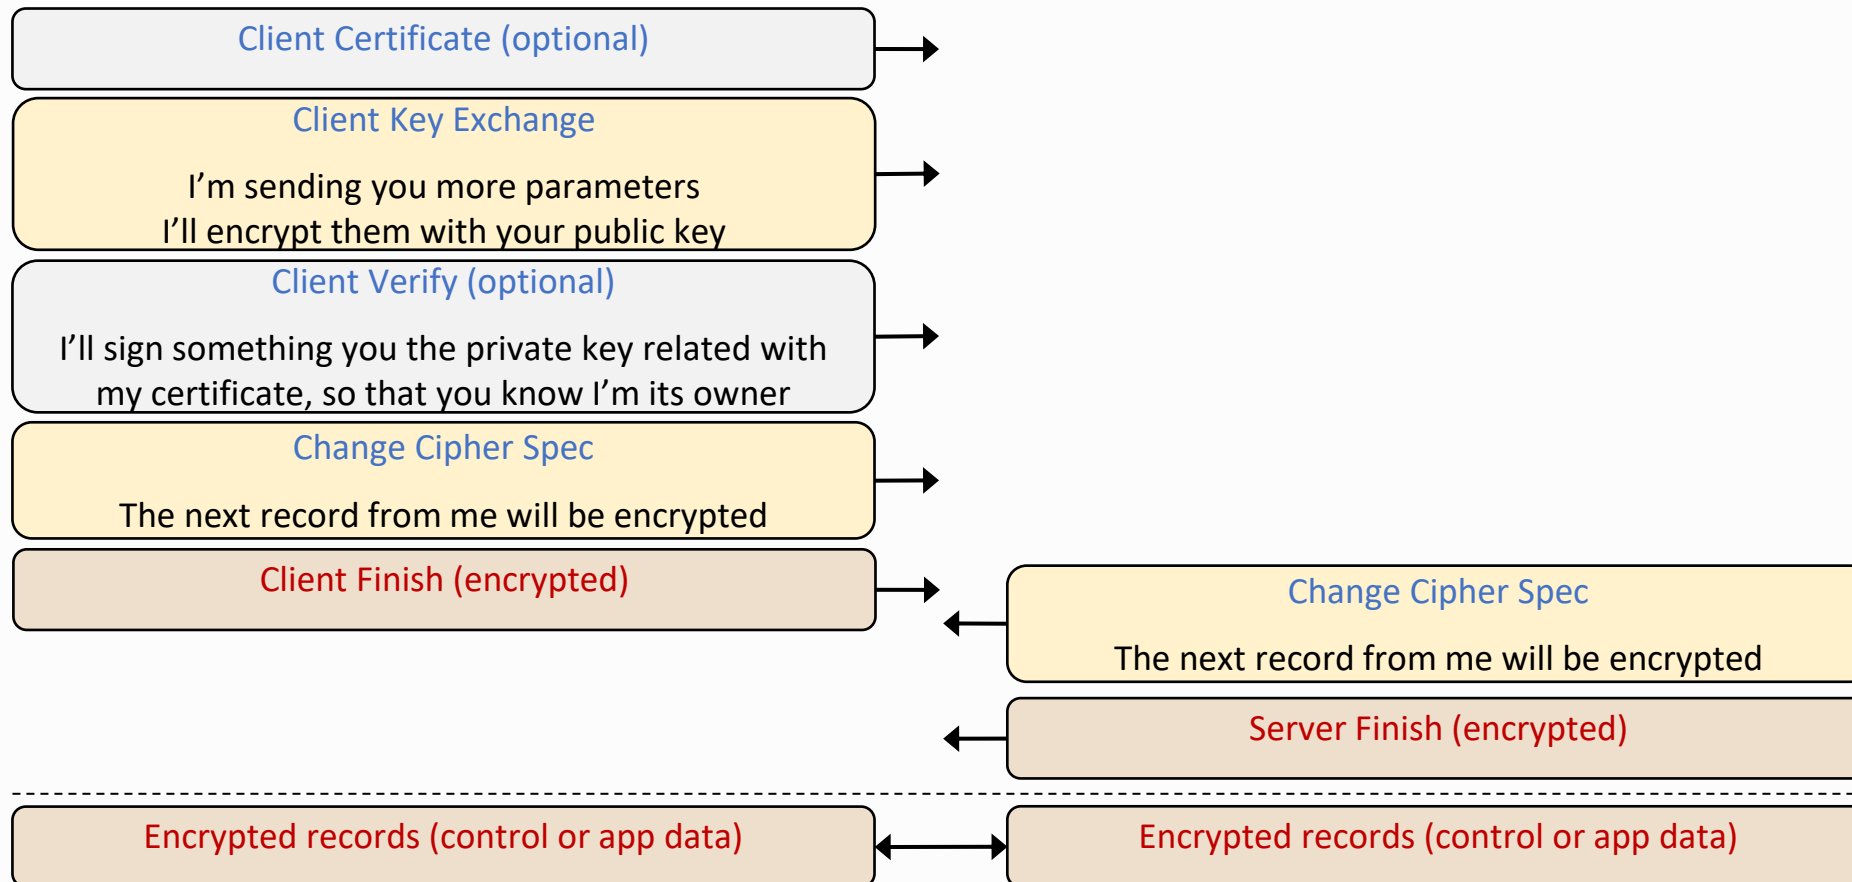 Client Certificate (optional)
Client Key Exchange
I’m sending you more parameters
I’ll encrypt them with your public key
Client Verify (optional)
I’ll sign something you the private key related with
my certificate, so that you know I’m its owner
Change Cipher Spec
The next record from me will be encrypted
Client Finish (encrypted)
Change Cipher Spec
The next record from me will be encrypted
Server Finish (encrypted)
Encrypted records (control or app data)
Encrypted records (control or app data)